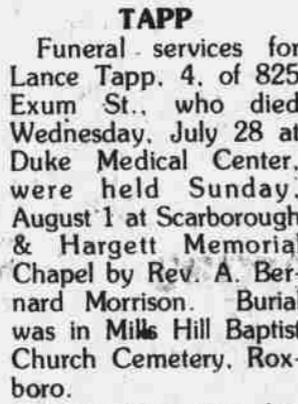 TAPP
Funeral services for
Lance Tapp, 4, of 825
Exum St., who died
Wednesday, July 28 at
Duke Medical Center,
were held Sunday,
August 1 at Scarborough
& Hargett Memorial
Chapel by Rev. A. Ber-
nard Morrison. Burial
was in Mills Hill Baptist
Church Cemetery, Rox-
boro.